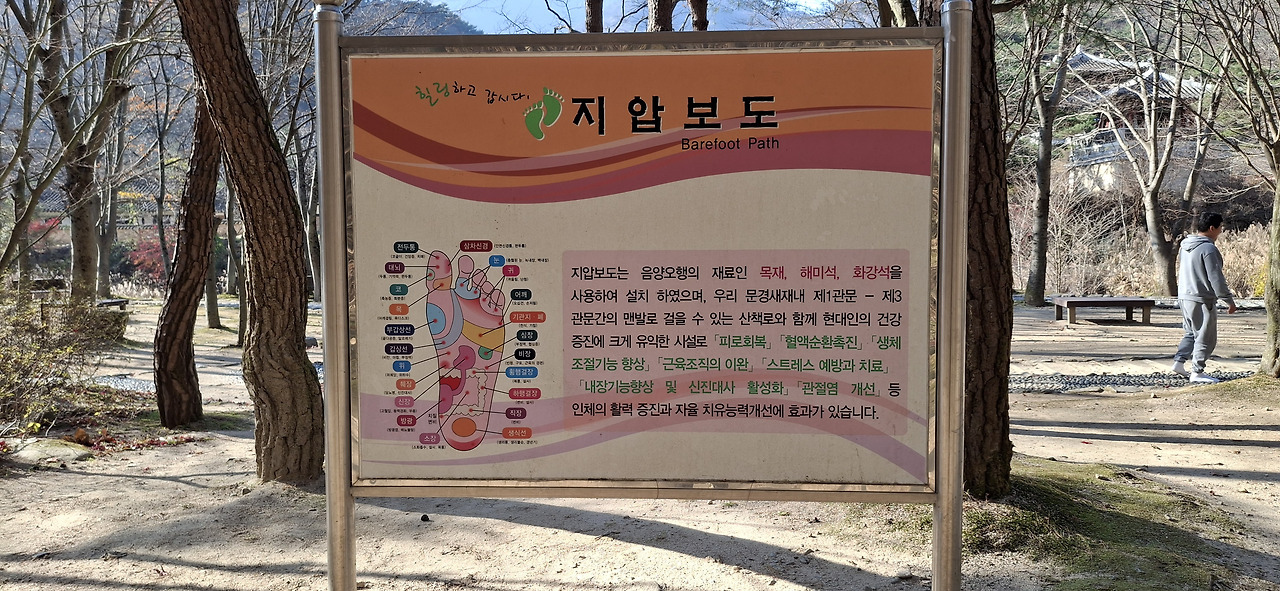 힐링하고 갑시다!
지압보도
Barefoot Path
전두통
삼차신경
대뇌
눈
귀
코
어깨
목
기관지·폐
부갑상선
심장
갑상선
비장
위
횡행결장
췌장
하행결장
신장
직장
방광
치질
변비
소장
생식선
지압보도는 음양오행의 재료인 목재, 해미석, 화강석을
사용하여 설치 하였으며, 우리 문경새재내 제1관문 - 제3
관문간의 맨발로 걸을 수 있는 산책로와 함께 현대인의 건강
증진에 크게 유익한 시설로 「피로회복」「혈액순환촉진」「생체
조절기능 향상」「근육조직의 이완」「스트레스 예방과 치료」
「내장기능향상 및 신진대사 활성화」「관절염 개선」등
인체의 활력 증진과 자율 치유능력개선에 효과가 있습니다.